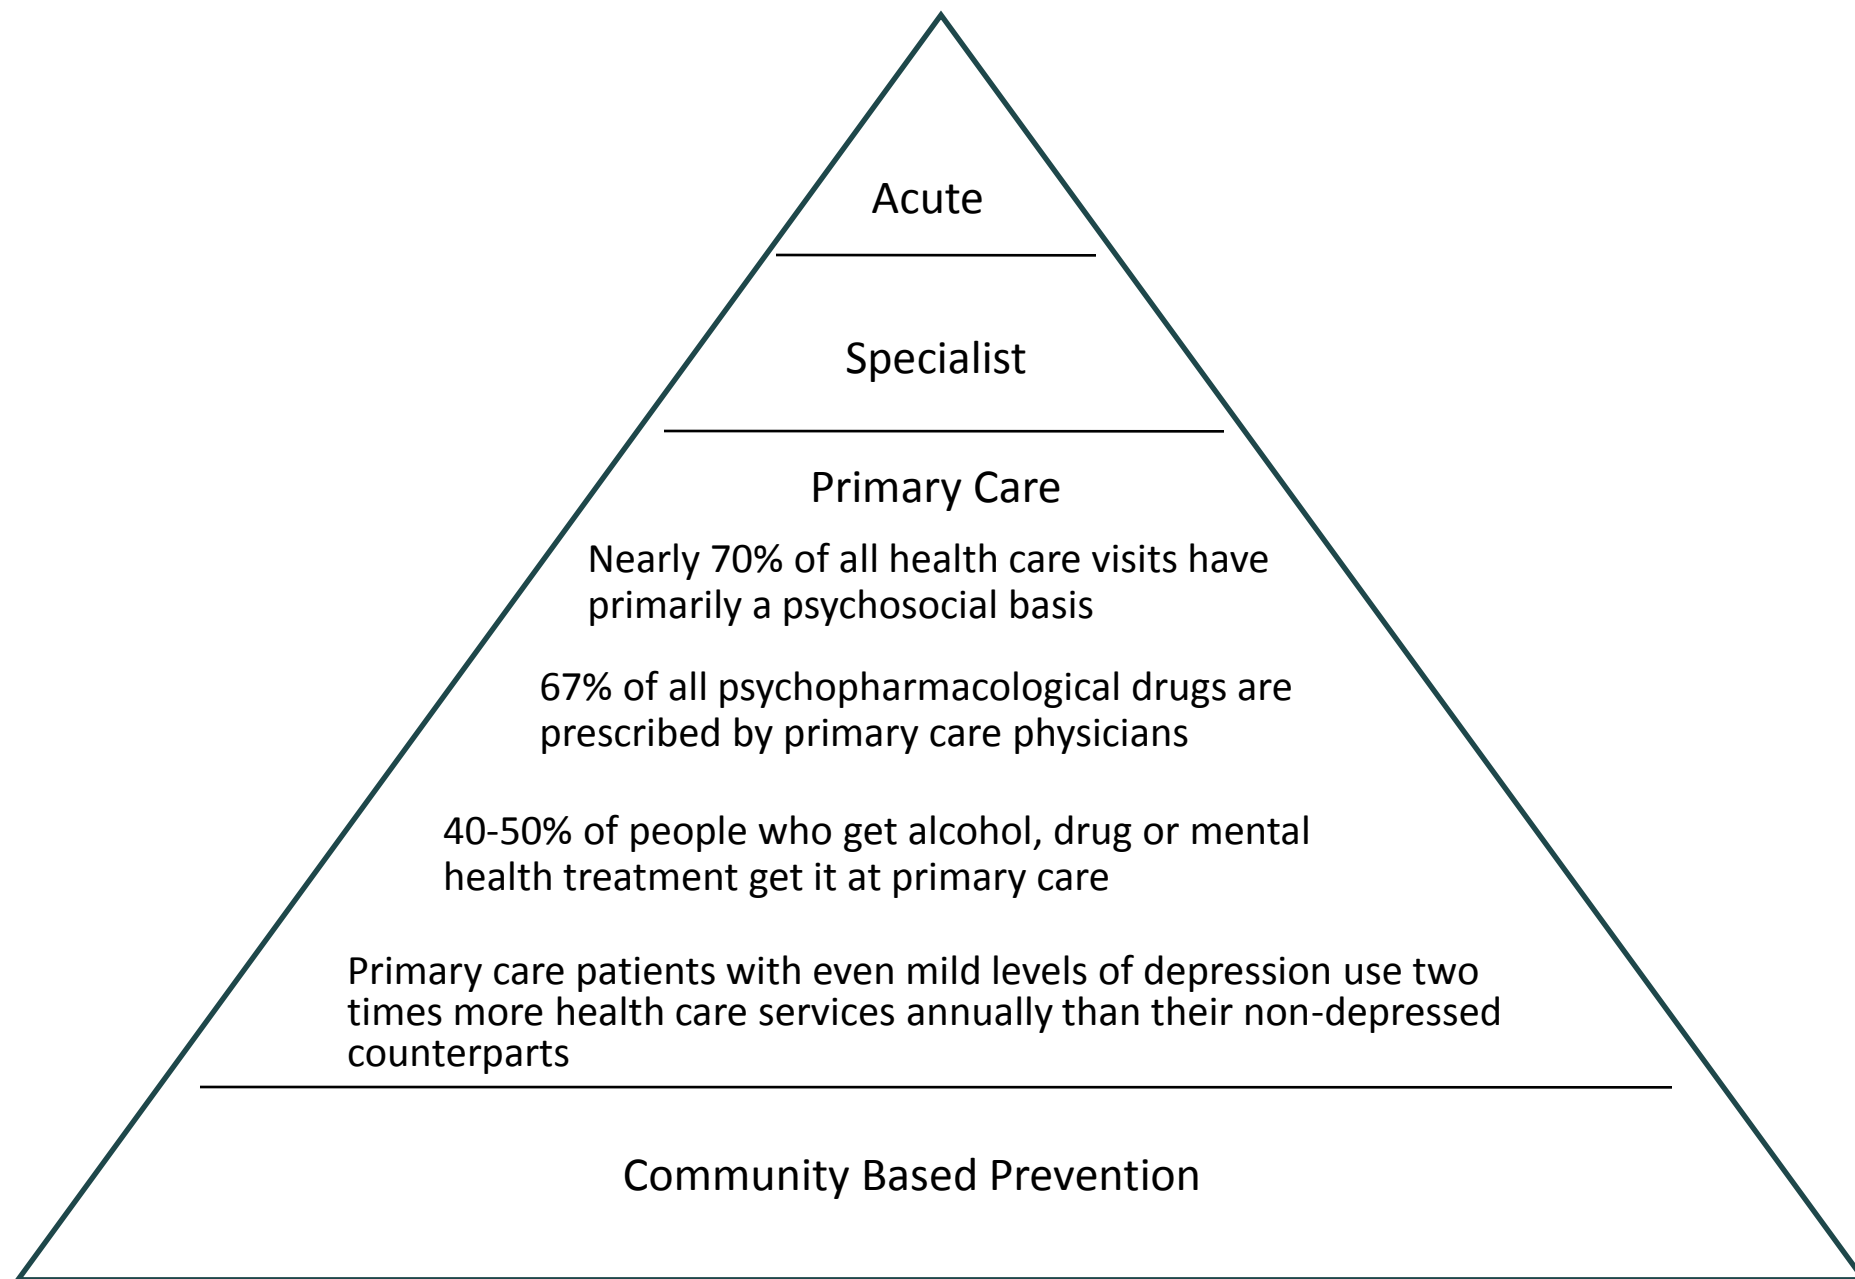 Acute
Specialist
Primary Care
Nearly 70% of all health care visits have
primarily a psychosocial basis
67% of all psychopharmacological drugs are
prescribed by primary care physicians
40-50% of people who get alcohol, drug or mental
health treatment get it at primary care
Primary care patients with even mild levels of depression use two
times more health care services annually than their non-depressed
counterparts
Community Based Prevention